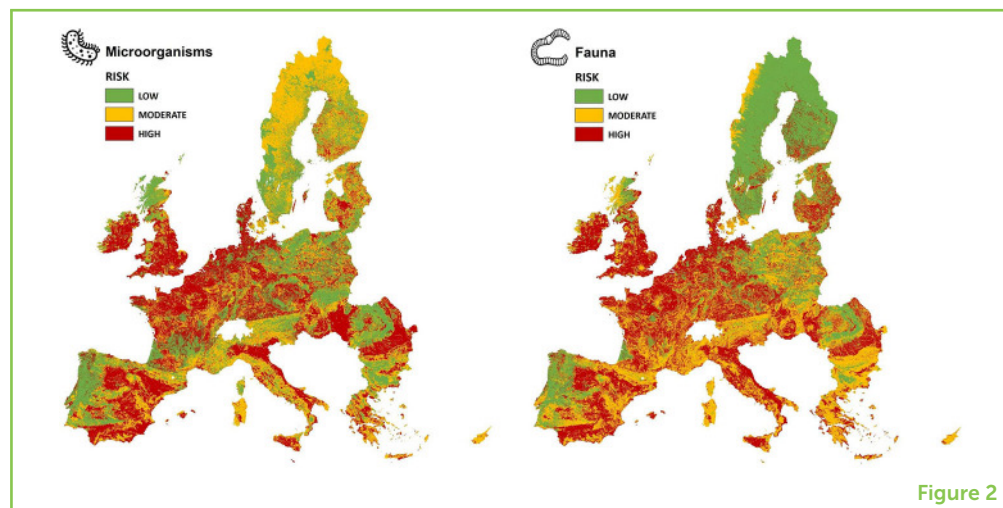 Microorganisms
RISK
LOW
MODERATE
HIGH
Fauna
RISK
LOW
MODERATE
HIGH
Figure 2